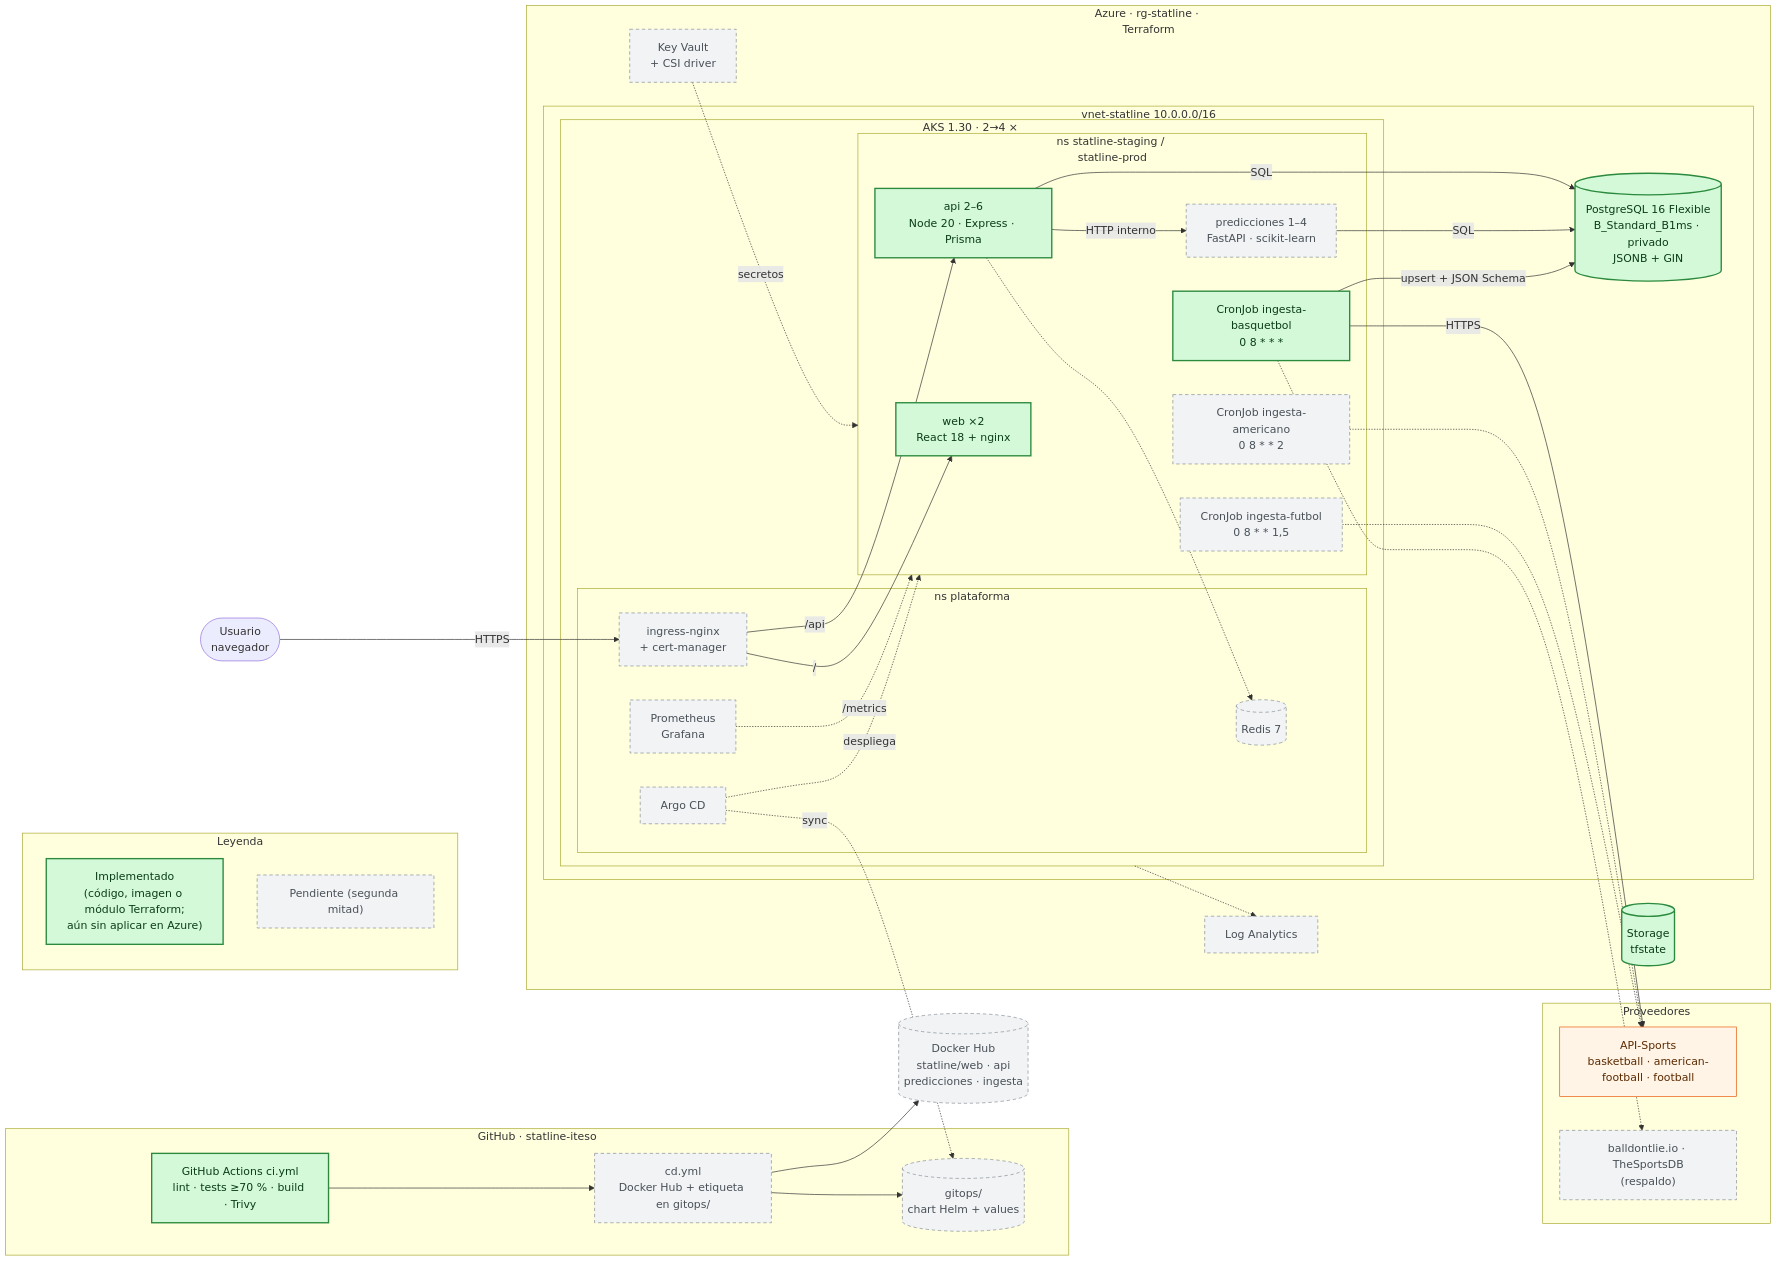 Azure · rg-statline ·
Terraform
Key Vault
+ CSI driver
vnet-statline 10.0.0.0/16
AKS 1.30 · 2→4 ×
ns statline-staging /
statline-prod
api 2–6
Node 20 · Express ·
Prisma
SQL
HTTP interno
predicciones 1–4
FastAPI · scikit-learn
SQL
PostgreSQL 16 Flexible
B_Standard_B1ms ·
privado
JSONB + GIN
secretos
upsert + JSON Schema
CronJob ingesta-
basquetbol
0 8 * * *
HTTPS
web ×2
React 18 + nginx
CronJob ingesta-
americano
0 8 * * 2
CronJob ingesta-futbol
0 8 * * 1,5
ns plataforma
Usuario
navegador
HTTPS
ingress-nginx
+ cert-manager
/api
/
Prometheus
Grafana
/metrics
despliega
Redis 7
Argo CD
sync
Leyenda
Implementado
(código, imagen o
módulo Terraform;
aún sin aplicar en Azure)
Pendiente (segunda
mitad)
Log Analytics
Storage
tfstate
Docker Hub
statline/web · api
predicciones · ingesta
Proveedores
API-Sports
basketball · american-
football · football
balldontlie.io ·
TheSportsDB
(respaldo)
GitHub · statline-iteso
GitHub Actions ci.yml
lint · tests ≥70 % · build
· Trivy
cd.yml
Docker Hub + etiqueta
en gitops/
gitops/
chart Helm + values